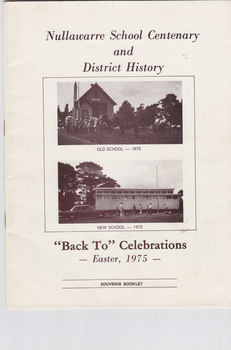 Nullawarre School Centenary
and
District History
OLD SCHOOL — 1875
NEW SCHOOL — 1975
"Back To" Celebrations
— Easter, 1975 —
SOUVENIR BOOKLET